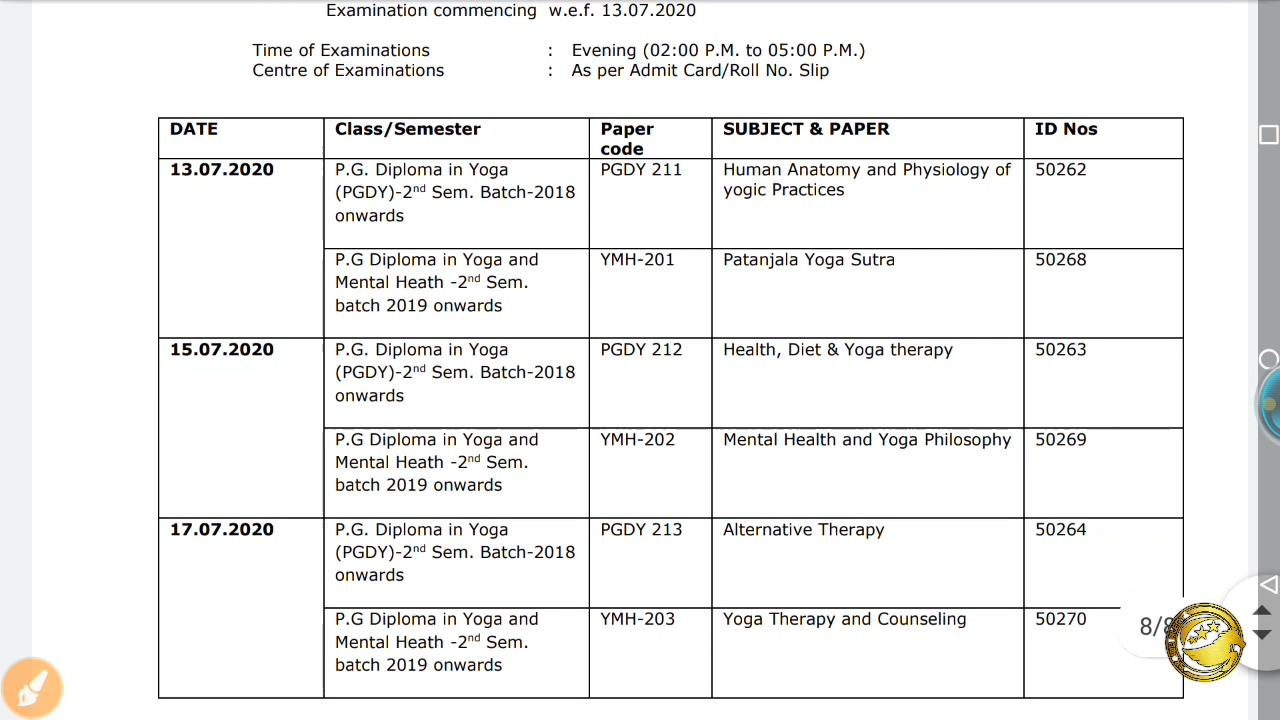 Examination commencing w.e.f. 13.07.2020
Time of Examinations : Evening (02:00 P.M. to 05:00 P.M.)
Centre of Examinations : As per Admit Card/Roll No. Slip
DATE Class/Semester Paper code SUBJECT & PAPER ID Nos
13.07.2020 P.G. Diploma in Yoga PGDY 211 Human Anatomy and Physiology of 50262
(PGDY)-2nd Sem. Batch-2018 yogic Practices
onwards
P.G Diploma in Yoga and YMH-201 Patanjala Yoga Sutra 50268
Mental Heath -2nd Sem.
batch 2019 onwards
15.07.2020 P.G. Diploma in Yoga PGDY 212 Health, Diet & Yoga therapy 50263
(PGDY)-2nd Sem. Batch-2018
onwards
P.G Diploma in Yoga and YMH-202 Mental Health and Yoga Philosophy 50269
Mental Heath -2nd Sem.
batch 2019 onwards
17.07.2020 P.G. Diploma in Yoga PGDY 213 Alternative Therapy 50264
(PGDY)-2nd Sem. Batch-2018
onwards
P.G Diploma in Yoga and YMH-203 Yoga Therapy and Counseling 50270
Mental Heath -2nd Sem.
batch 2019 onwards
8/8